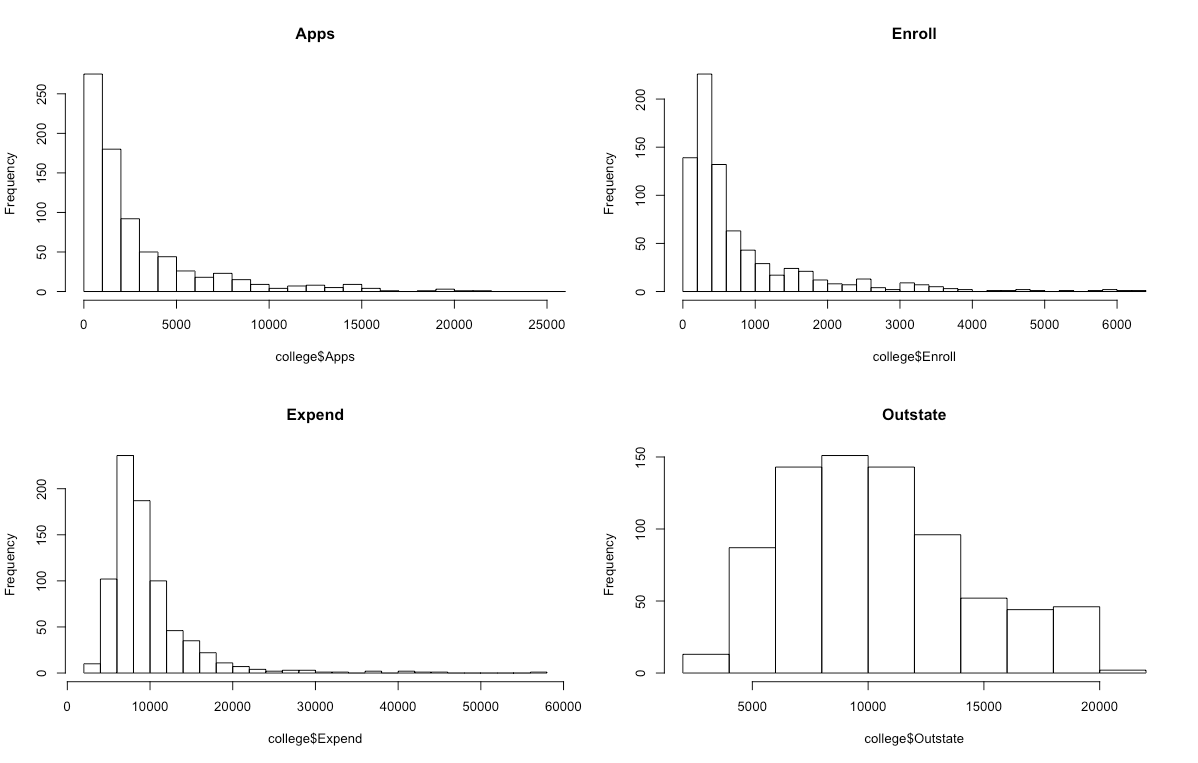 Apps
Frequency
0 50 100 150 200 250
0 5000 10000 15000 20000 25000
college$Apps
Enroll
Frequency
0 50 100 150 200
0 1000 2000 3000 4000 5000 6000
college$Enroll
Expend
Frequency
0 50 100 150 200
0 10000 20000 30000 40000 50000 60000
college$Expend
Outstate
Frequency
0 50 100 150
5000 10000 15000 20000
college$Outstate